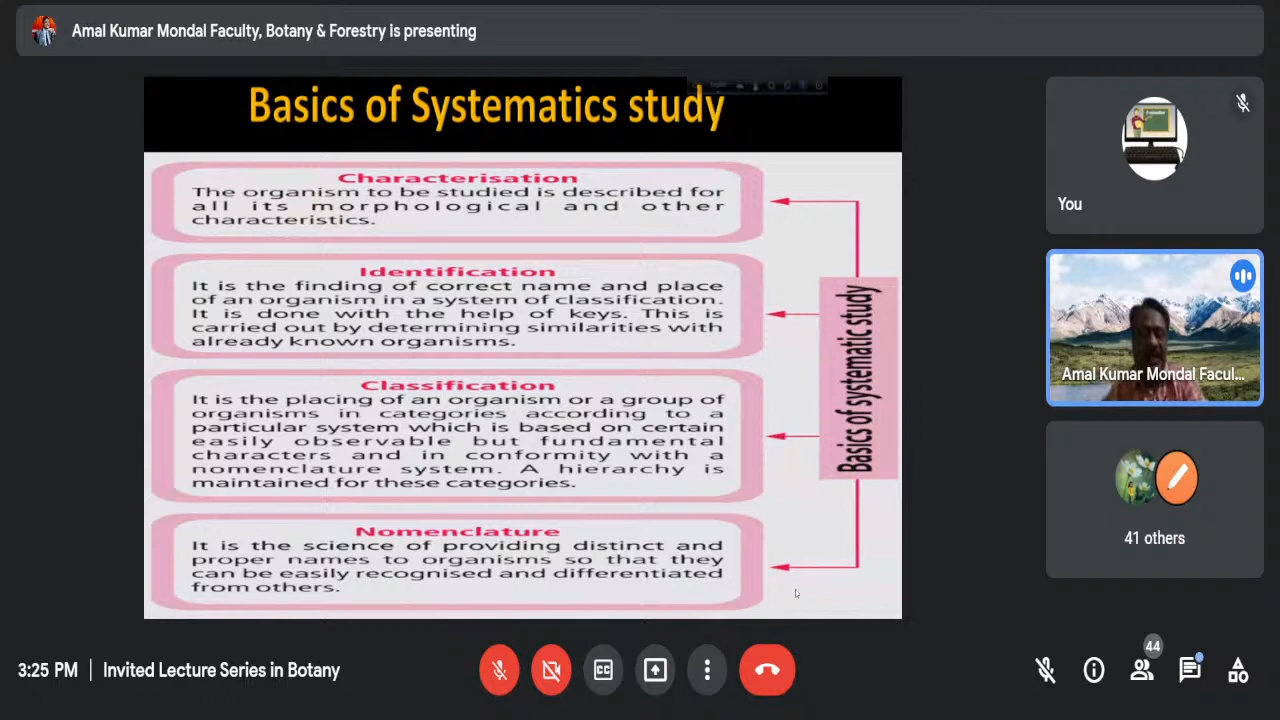 Amal Kumar Mondal Faculty, Botany & Forestry is presenting
Basics of Systematics study
Characterisation
The organism to be studied is described for
all its morphological and other
characteristics.
Identification
It is the finding of correct name and place
of an organism in a system of classification.
It is done with the help of keys. This is
carried out by determining similarities with
already known organisms.
Classification
It is the placing of an organism or a group of
organisms in categories according to a
particular system which is based on certain
easily observable but fundamental
characters and in conformity with a
nomenclature system. A hierarchy is
maintained for these categories.
Nomenclature
It is the science of providing distinct and
proper names to organisms so that they
can be easily recognised and differentiated
from others.
Basics of systematic study
You
Amal Kumar Mondal Facul...
41 others
3:25 PM | Invited Lecture Series in Botany
CC
44